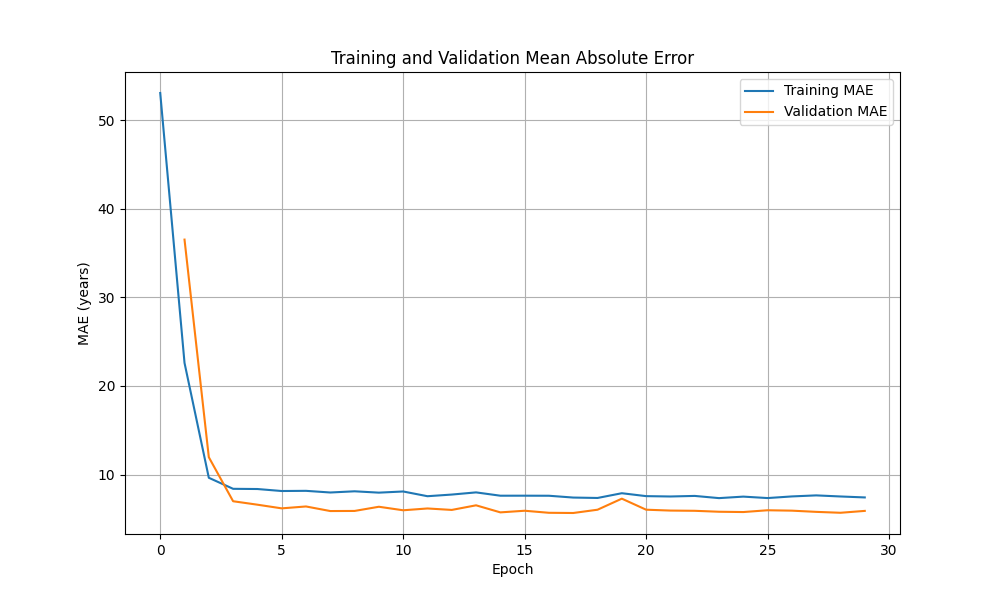 Training and Validation Mean Absolute Error
Training MAE
Validation MAE
50
40
30
20
10
MAE (years)
0 5 10 15 20 25 30
Epoch